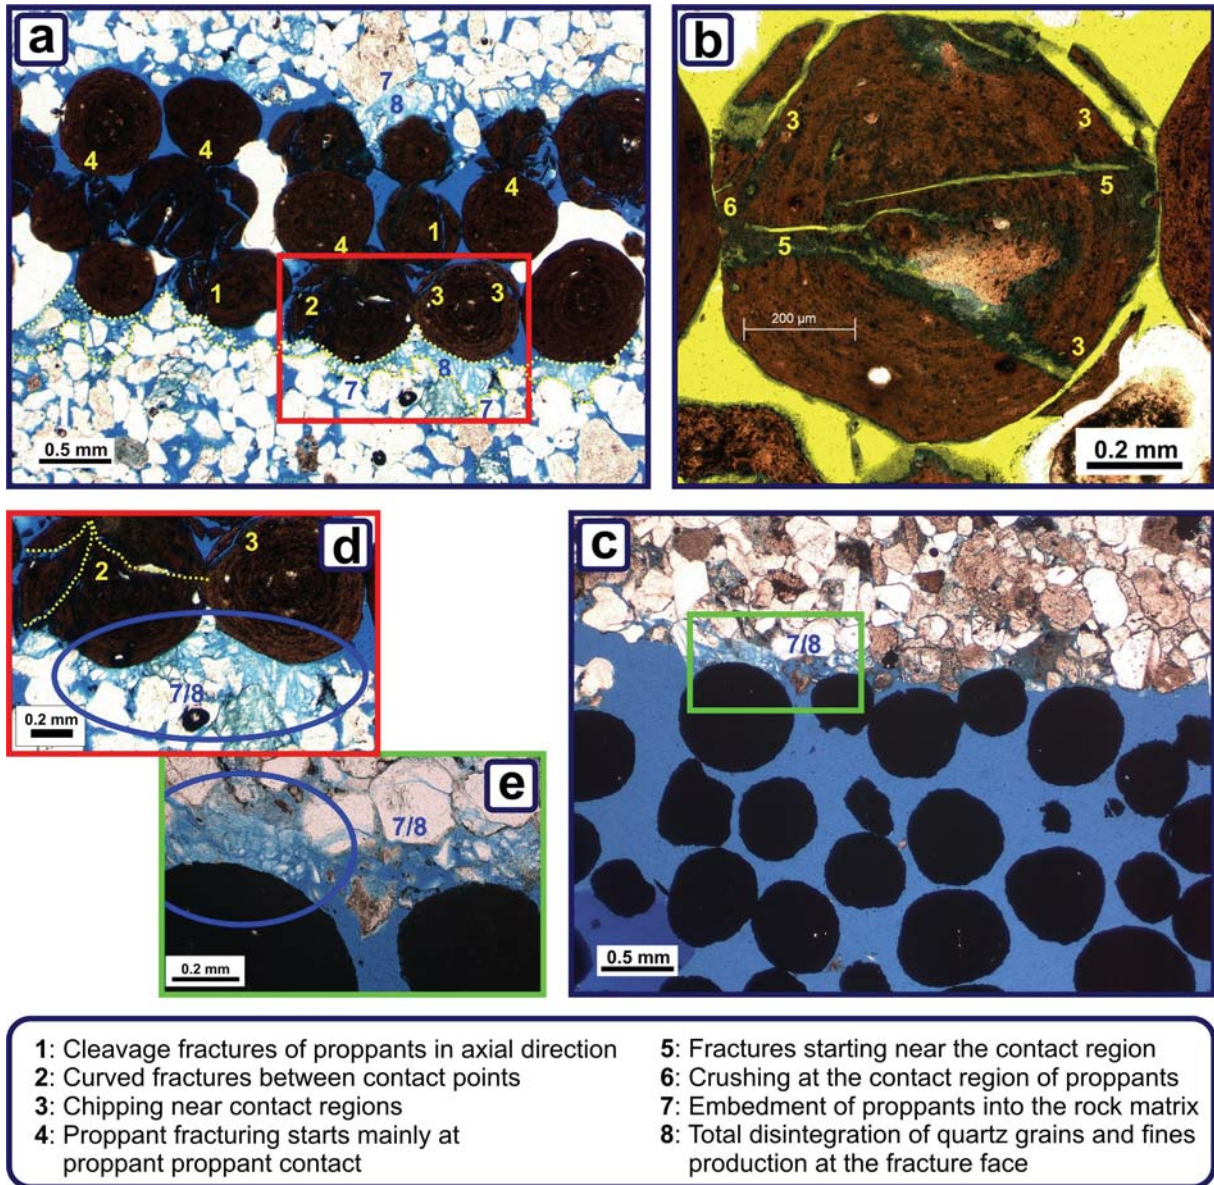 a
7
8
4
4
4
4
1
1
2
3
3
8
7
7
0.5 mm
b
3
3
5
6
5
200 µm
3
0.2 mm
d
3
2
7/8
0.2 mm
c
7/8
0.5 mm
e
7/8
0.2 mm
1: Cleavage fractures of proppants in axial direction
2: Curved fractures between contact points
3: Chipping near contact regions
4: Proppant fracturing starts mainly at
proppant proppant contact
5: Fractures starting near the contact region
6: Crushing at the contact region of proppants
7: Embedment of proppants into the rock matrix
8: Total disintegration of quartz grains and fines
production at the fracture face